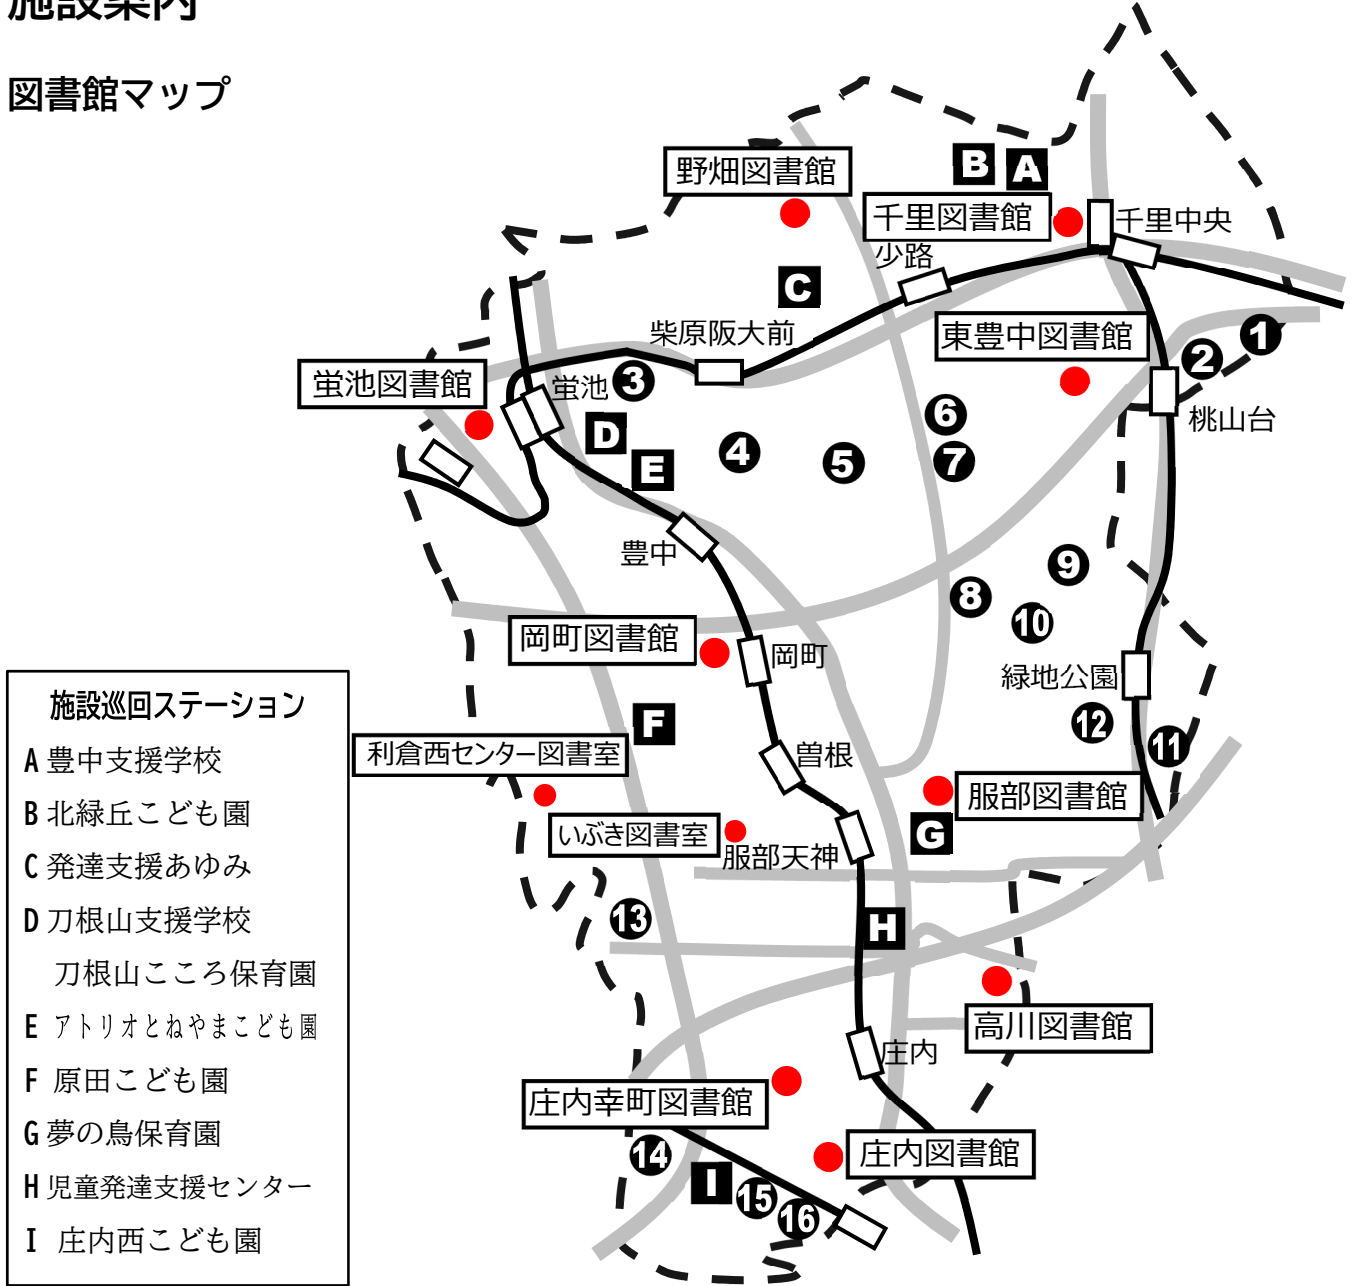 施設案内
図書館マップ
野畑図書館
B
A
千里図書館
千里中央
少路
C
柴原阪大前
東豊中図書館
1
2
蛍池図書館
蛍池
3
桃山台
D
6
4
5
7
E
豊中
9
8
10
岡町図書館
岡町
緑地公園
F
12
11
利倉西センター図書室
曽根
服部図書館
いぶき図書室
服部天神
G
13
H
高川図書館
庄内
庄内幸町図書館
14
庄内図書館
I
15
16
施設巡回ステーション
A 豊中支援学校
B 北緑丘こども園
C 発達支援あゆみ
D 刀根山支援学校
刀根山こころ保育園
E アトリオとねやまこども園
F 原田こども園
G 夢の鳥保育園
H 児童発達支援センター
I 庄内西こども園